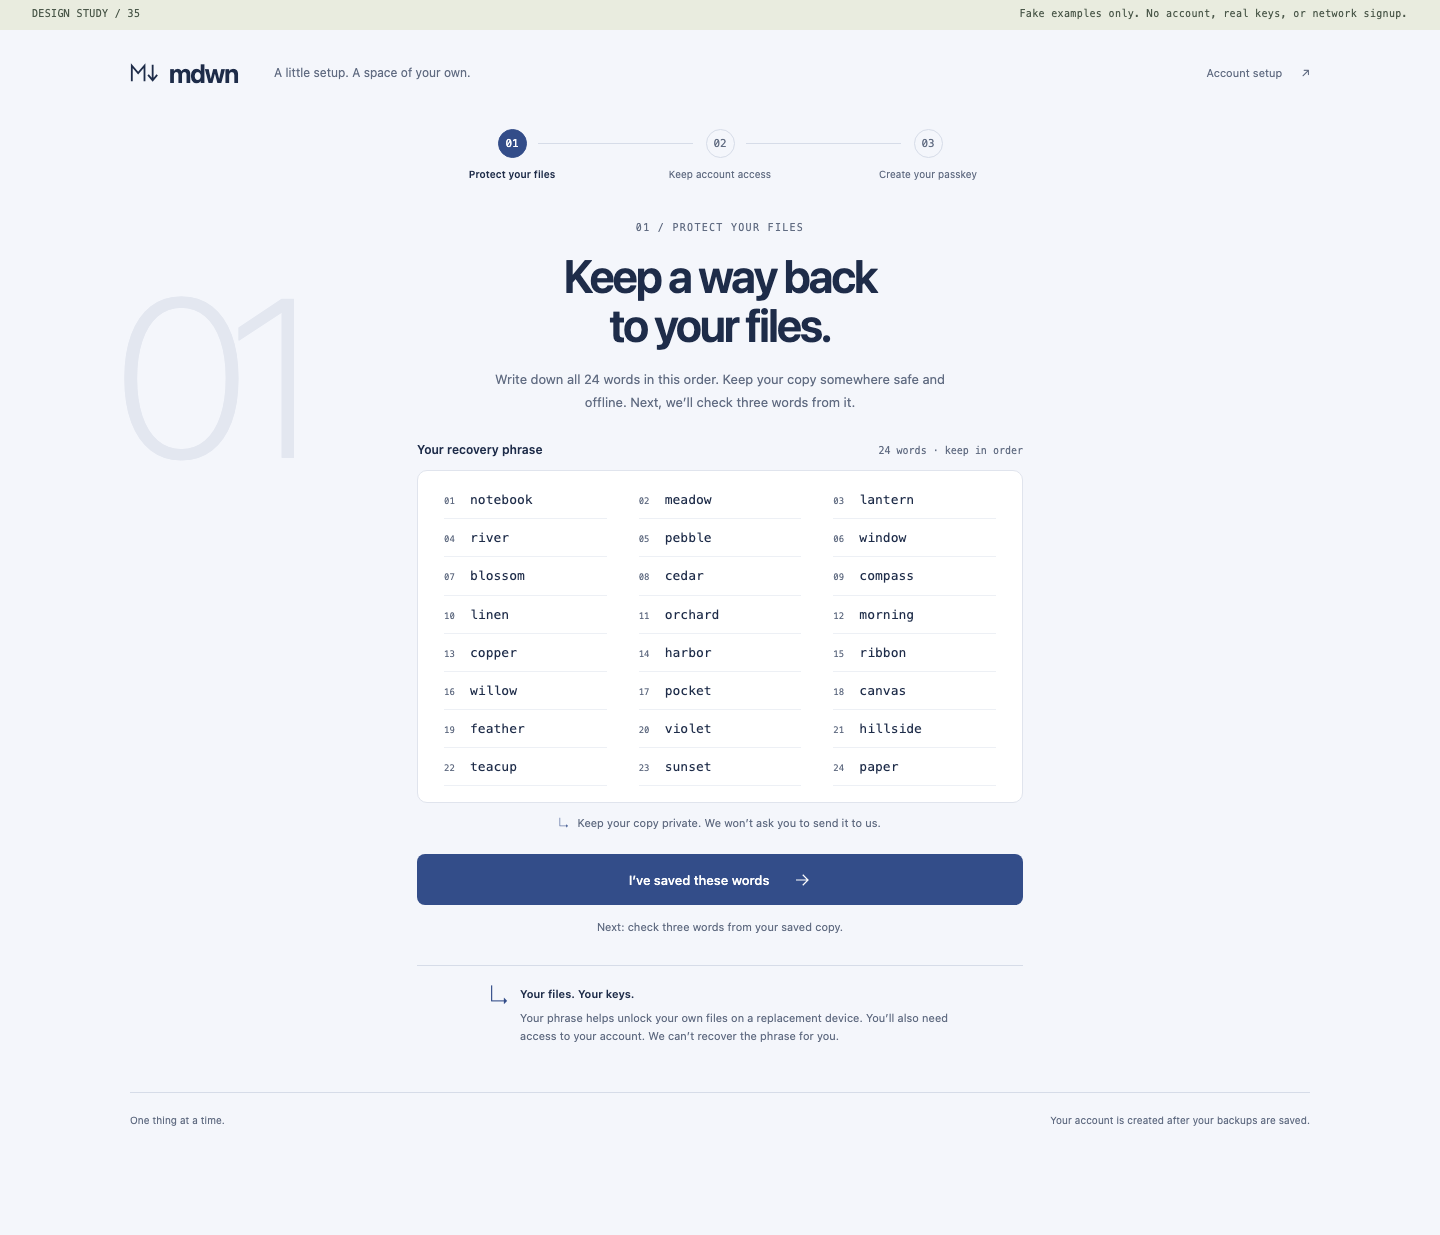 DESIGN STUDY / 35
Fake examples only. No account, real keys, or network signup.
M↓ mdwn
A little setup. A space of your own.
Account setup ↗
01
02
03
Protect your files
Keep account access
Create your passkey
01 / PROTECT YOUR FILES
Keep a way back
to your files.
01
Write down all 24 words in this order. Keep your copy somewhere safe and
offline. Next, we’ll check three words from it.
Your recovery phrase
24 words · keep in order
01 notebook
02 meadow
03 lantern
04 river
05 pebble
06 window
07 blossom
08 cedar
09 compass
10 linen
11 orchard
12 morning
13 copper
14 harbor
15 ribbon
16 willow
17 pocket
18 canvas
19 feather
20 violet
21 hillside
22 teacup
23 sunset
24 paper
Keep your copy private. We won’t ask you to send it to us.
I’ve saved these words →
Next: check three words from your saved copy.
Your files. Your keys.
Your phrase helps unlock your own files on a replacement device. You’ll also need
access to your account. We can’t recover the phrase for you.
One thing at a time.
Your account is created after your backups are saved.